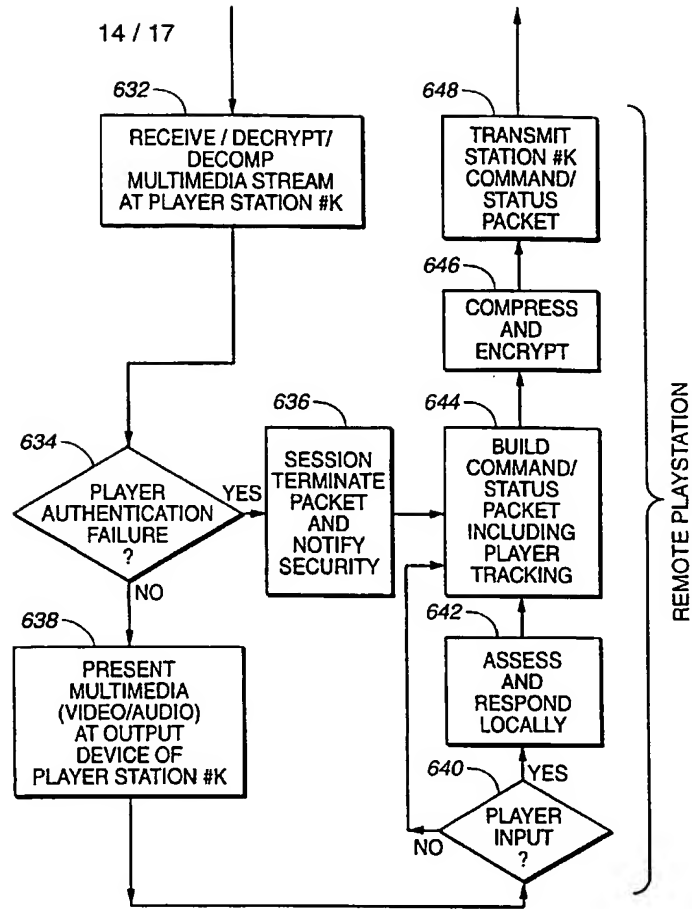 14 / 17
632
RECEIVE / DECRYPT/
DECOMP
MULTIMEDIA STREAM
AT PLAYER STATION #K
634
PLAYER
AUTHENTICATION
FAILURE
?
YES
NO
636
SESSION
TERMINATE
PACKET
AND
NOTIFY
SECURITY
638
PRESENT
MULTIMEDIA
(VIDEO/AUDIO)
AT OUTPUT
DEVICE OF
PLAYER STATION #K
648
TRANSMIT
STATION #K
COMMAND/
STATUS
PACKET
646
COMPRESS
AND
ENCRYPT
644
BUILD
COMMAND/
STATUS
PACKET
INCLUDING
PLAYER
TRACKING
642
ASSESS
AND
RESPOND
LOCALLY
640
YES
PLAYER
INPUT
?
NO
REMOTE PLAYSTATION